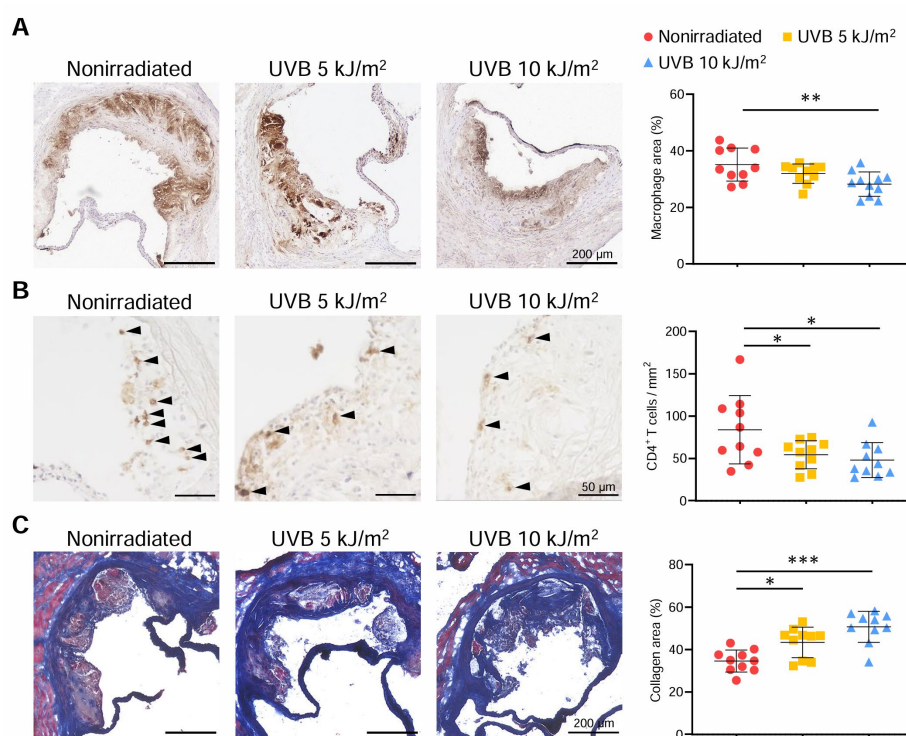 A
Nonirradiated
UVB 5 kJ/m²
UVB 10 kJ/m²
200 µm
Nonirradiated
UVB 5 kJ/m²
UVB 10 kJ/m²
Macrophage area (%)
60
40
20
0
**
B
Nonirradiated
UVB 5 kJ/m²
UVB 10 kJ/m²
50 µm
CD4⁺ T cells / mm²
200
150
100
50
0
*
*
C
Nonirradiated
UVB 5 kJ/m²
UVB 10 kJ/m²
200 µm
Collagen area (%)
80
60
40
20
0
***
*